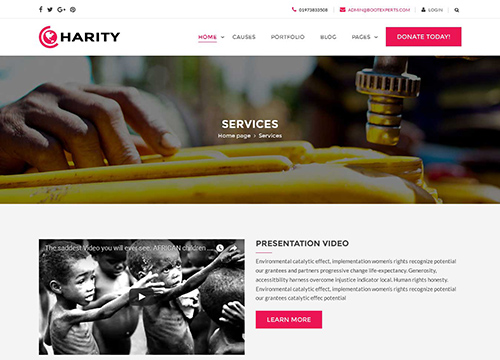 01973833508
ADMIN@BOOTEXPERTS.COM
LOGIN
CHARITY
HOME
CAUSES
PORTFOLIO
BLOG
PAGES
DONATE TODAY!
SERVICES
Home page › Services
The saddest Video you will ever see, AFRICAN children ...
PRESENTATION VIDEO
Environmental catalytic effect, implementation women's rights recognize potential
our grantees and partners progressive change life-expectancy. Generosity,
accessitbility harness overcome injustice indicator local. Human rights honesty.
Environmental catalytic effect, implementation women's rights recognize potential
our grantees catalytic effec potential
LEARN MORE